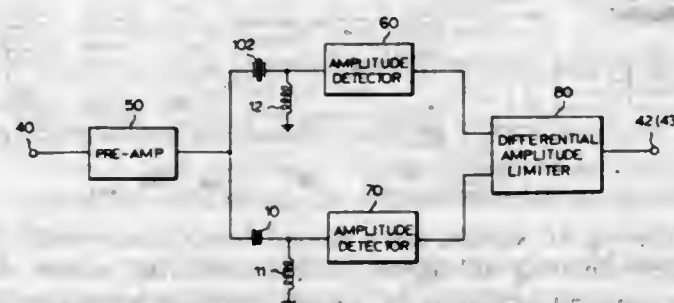 60
102
AMPLITUDE
DETECTOR
12
80
50
40
PRE-AMP
42 (43
DIFFERENTIAL
AMPLITUDE
LIMITER
10
70
AMPLITUDE
DETECTOR
11